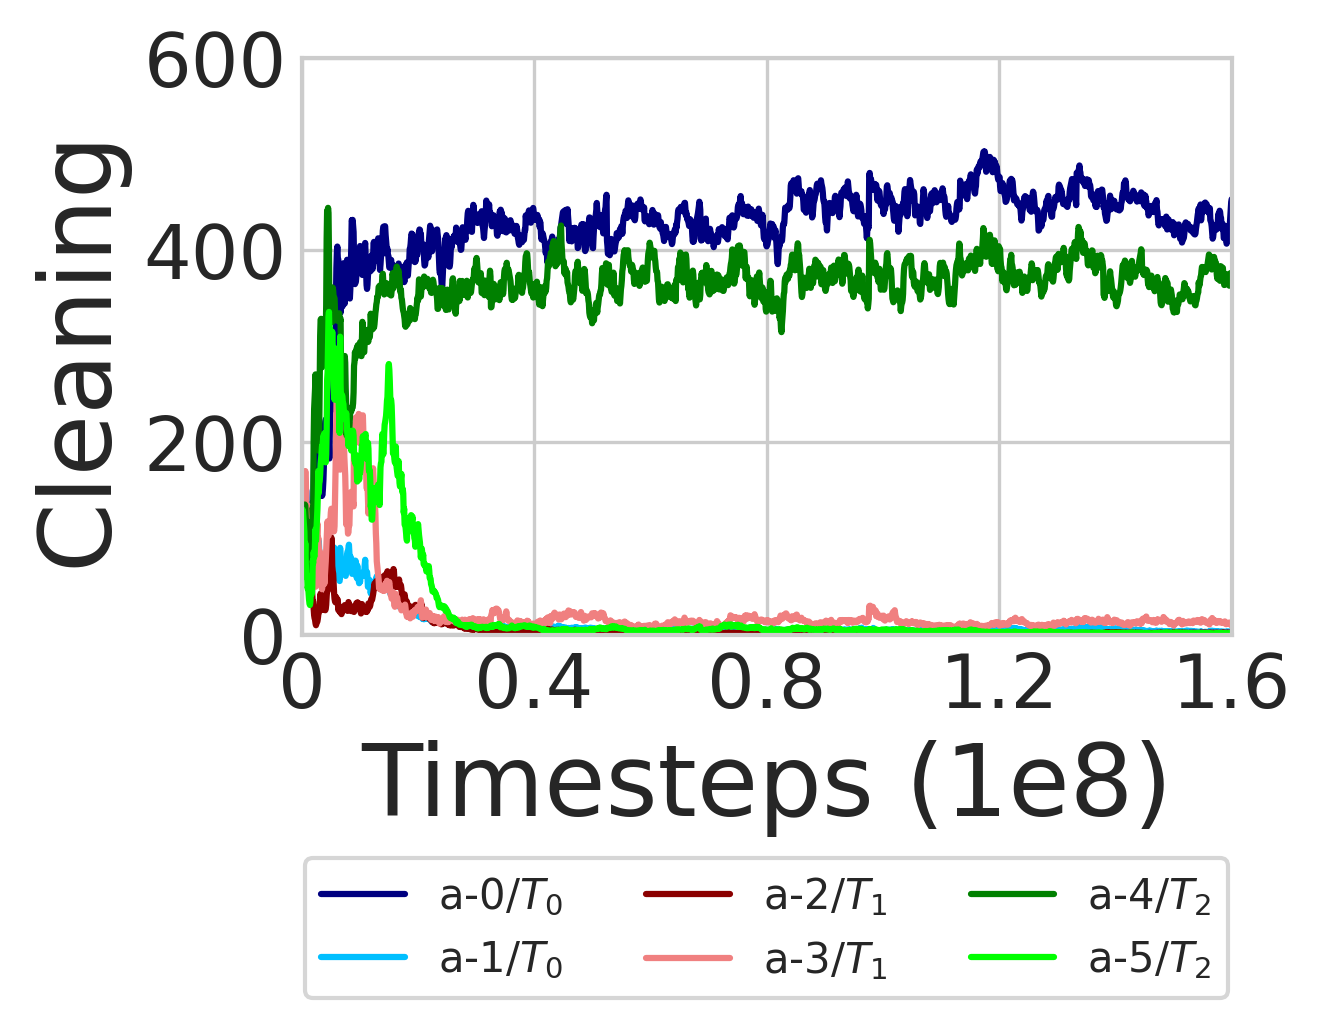 600
400
200
0
Cleaning
0 0.4 0.8 1.2 1.6
Timesteps (1e8)
a-0/T₀ a-2/T₁ a-4/T₂
a-1/T₀ a-3/T₁ a-5/T₂